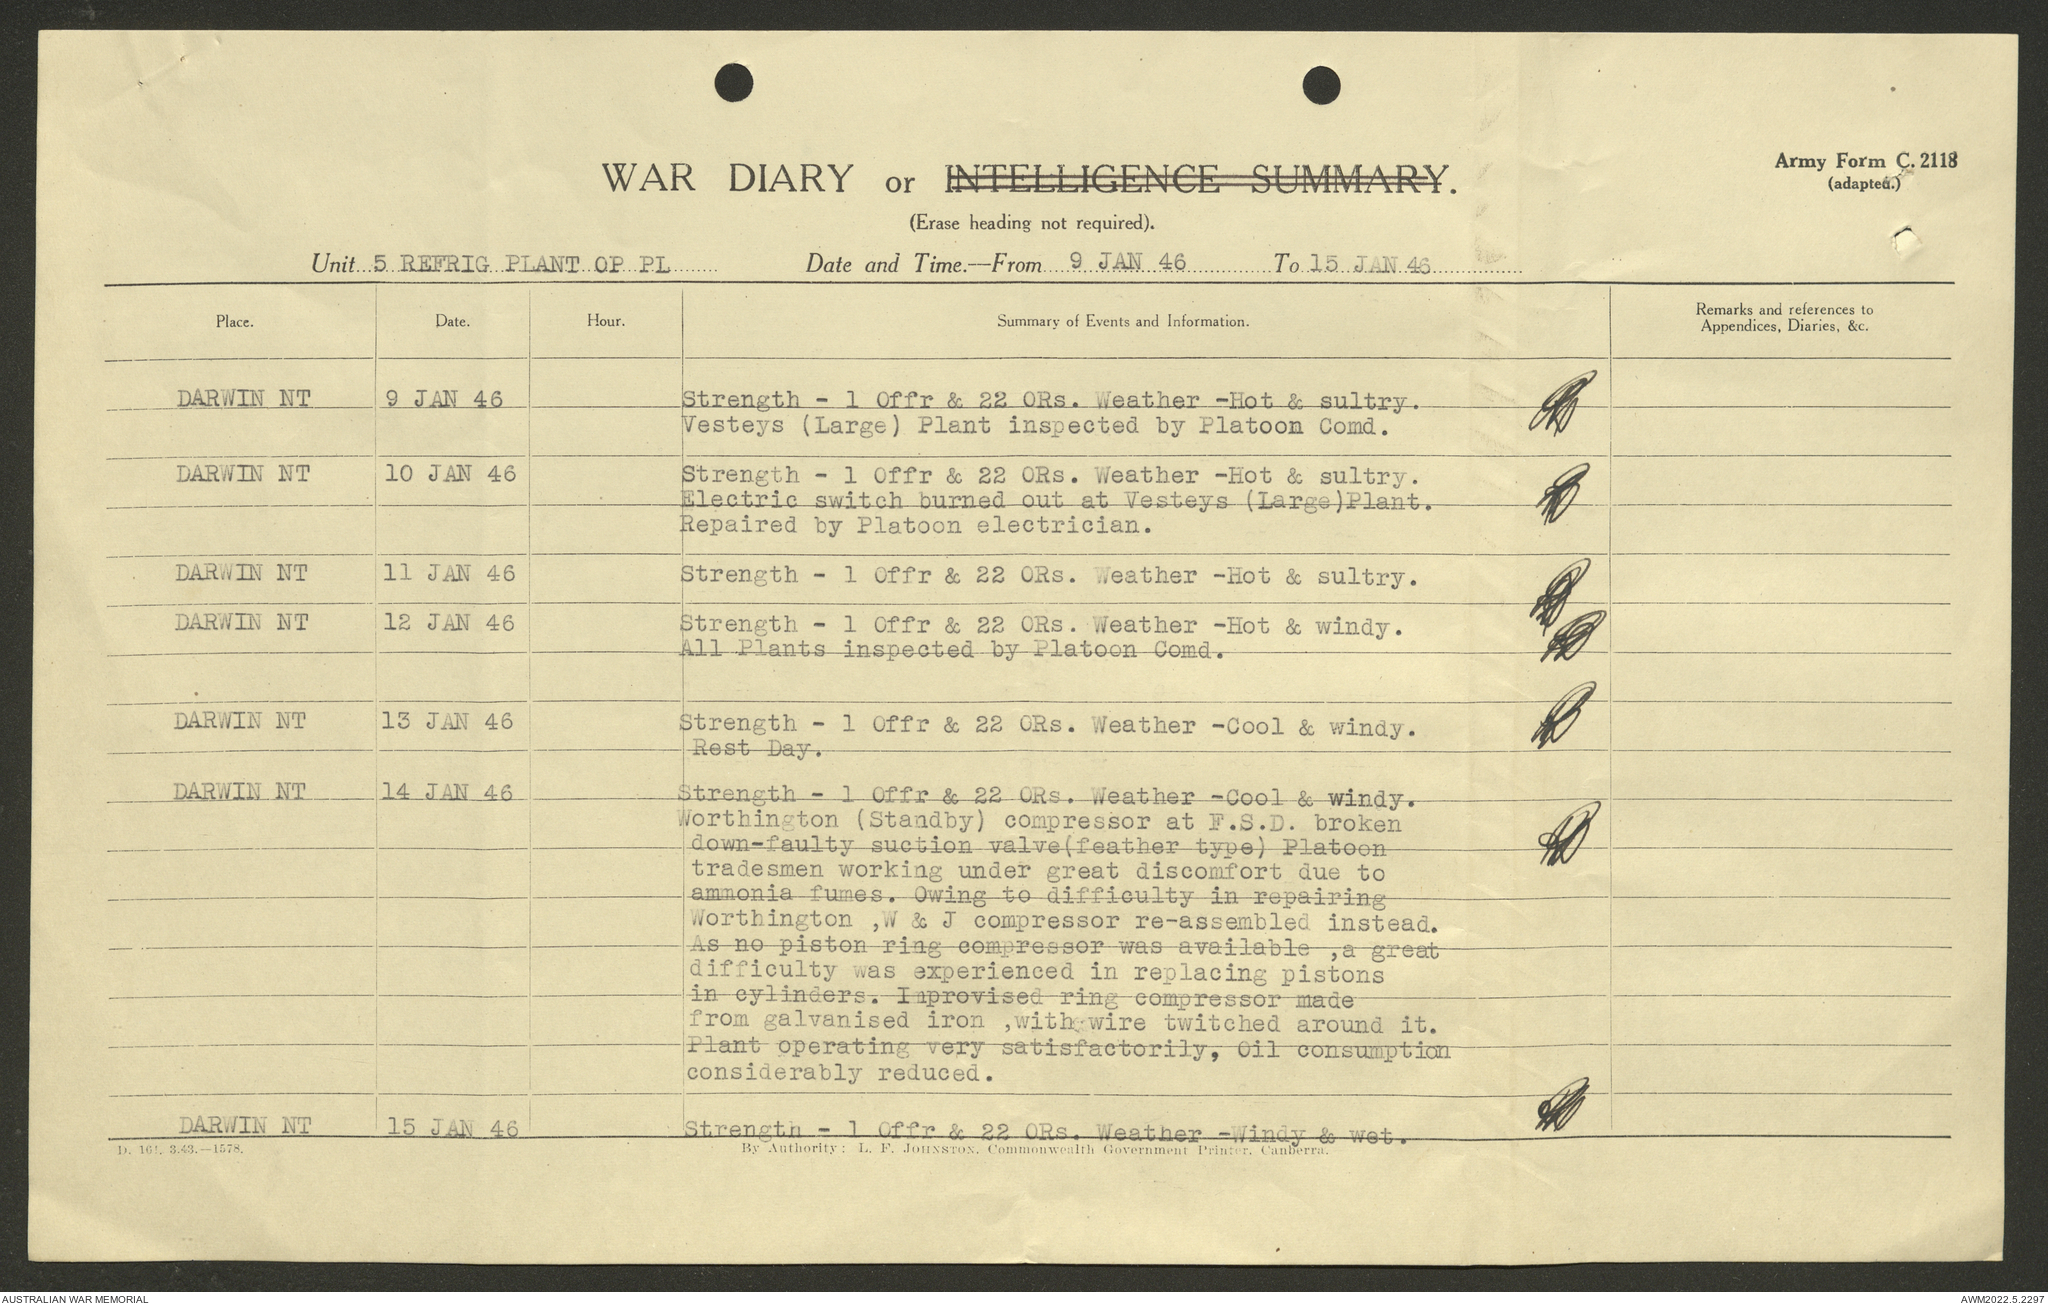 WAR DIARY or INTELLIGENCE SUMMARY.
Army Form C. 2118
(adapted.)
(Erase heading not required).
Unit 5 REFRIG PLANT OP PL Date and Time.—From 9 JAN 46 To 15 JAN 46
Place. Date. Hour. Summary of Events and Information. Remarks and references to
Appendices, Diaries, &c.
DARWIN NT 9 JAN 46 Strength - 1 Offr & 22 ORs. Weather -Hot & sultry.
Vesteys (Large) Plant inspected by Platoon Comd.
DARWIN NT 10 JAN 46 Strength - 1 Offr & 22 ORs. Weather -Hot & sultry.
Electric switch burned out at Vesteys (Large)Plant.
Repaired by Platoon electrician.
DARWIN NT 11 JAN 46 Strength - 1 Offr & 22 ORs. Weather -Hot & sultry.
DARWIN NT 12 JAN 46 Strength - 1 Offr & 22 ORs. Weather -Hot & windy.
All Plants inspected by Platoon Comd.
DARWIN NT 13 JAN 46 Strength - 1 Offr & 22 ORs. Weather -Cool & windy.
Rest Day.
DARWIN NT 14 JAN 46 Strength - 1 Offr & 22 ORs. Weather -Cool & windy.
Worthington (Standby) compressor at F.S.D. broken
down-faulty suction valve(feather type) Platoon
tradesmen working under great discomfort due to
ammonia fumes. Owing to difficulty in repairing
Worthington ,W & J compressor re-assembled instead.
As no piston ring compressor was available ,a great
difficulty was experienced in replacing pistons
in cylinders. Improvised ring compressor made
from galvanised iron ,with wire twitched around it.
Plant operating very satisfactorily, Oil consumption
considerably reduced.
DARWIN NT 15 JAN 46 Strength - 1 Offr & 22 ORs. Weather -Windy & wet.
D. 161. 3.43.—1578. By Authority: L. F. JOHNSTON, Commonwealth Government Printer, Canberra.
AUSTRALIAN WAR MEMORIAL AWM2022.5.2297